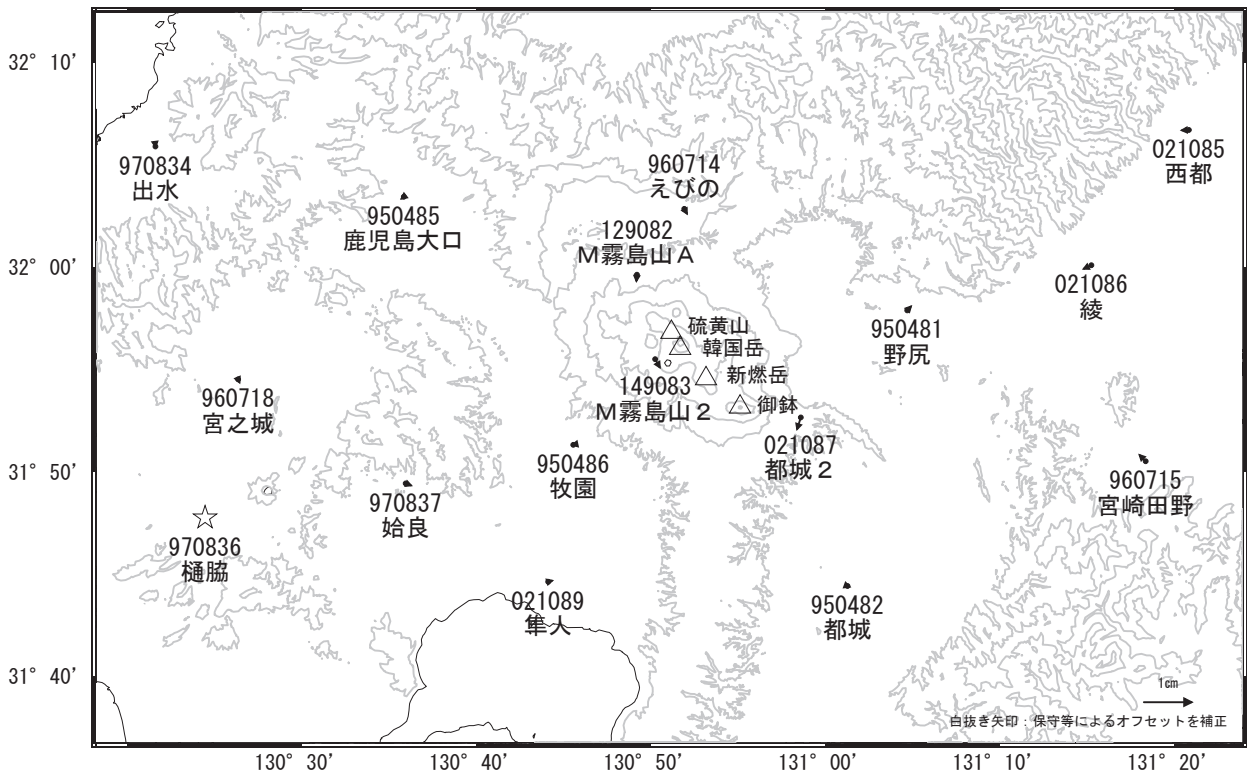 32° 10′
021085
西都
970834
出水
960714
えびの
950485
鹿児島大口
129082
M霧島山A
32° 00′
021086
綾
950481
野尻
硫黄山
韓国岳
新燃岳
御鉢
149083
M霧島山2
960718
宮之城
021087
都城2
31° 50′
950486
牧園
960715
宮崎田野
970837
姶良
970836
樋脇
021089
隼人
950482
都城
31° 40′
1cm
白抜き矢印：保守等によるオフセットを補正
130° 30′
130° 40′
130° 50′
131° 00′
131° 10′
131° 20′